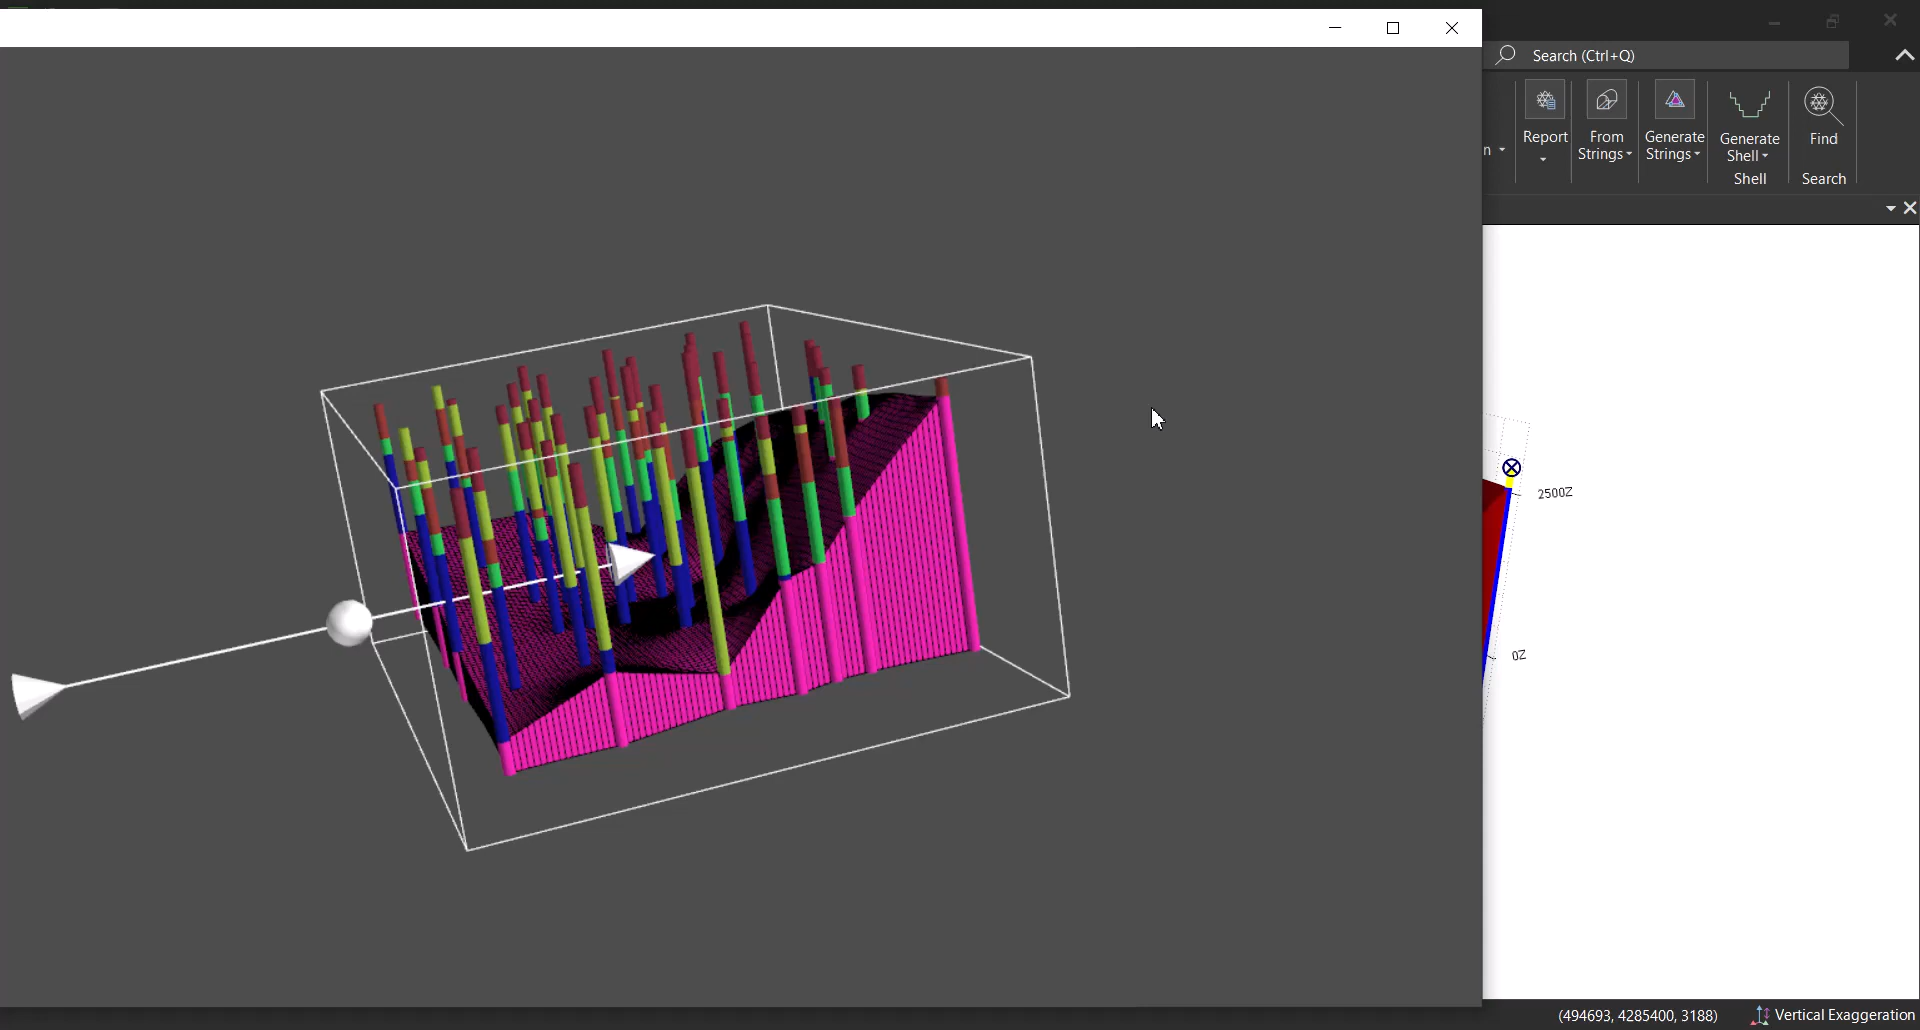 Search (Ctrl+Q)
n
Report
From
Strings
Generate
Strings
Generate
Shell
Find
Shell
Search
2500Z
0Z
(494693, 4285400, 3188)
Vertical Exaggeration